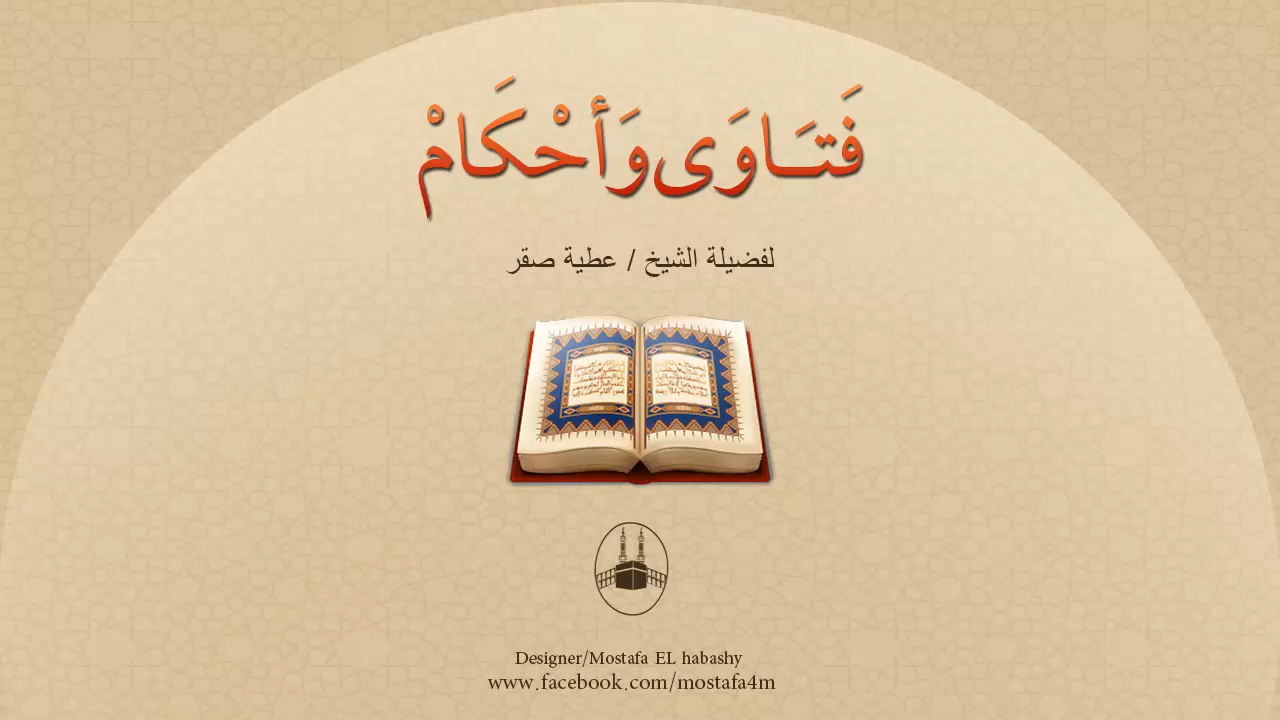 فَتَاوَى وَأَحْكَامْ
لفضيلة الشيخ / عطية صقر
Designer/Mostafa EL habashy
www.facebook.com/mostafa4m